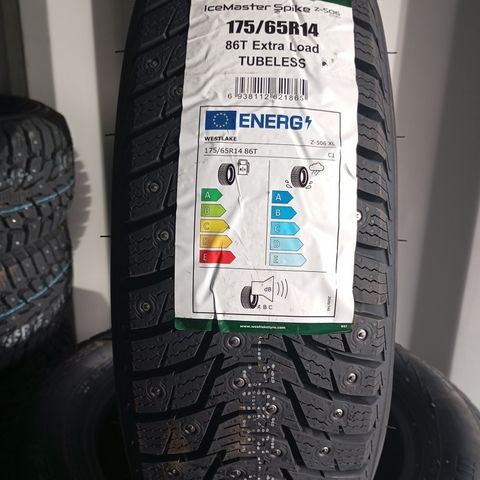 IceMaster Spike Z-506
175/65R14
86T Extra Load
TUBELESS
6 938112 621865
ENERG
WESTLAKE Z-506 XL
175/65R14 86T C1
A A
B B
C C
D D
E E
dB
A B C
www.westlaketyre.com